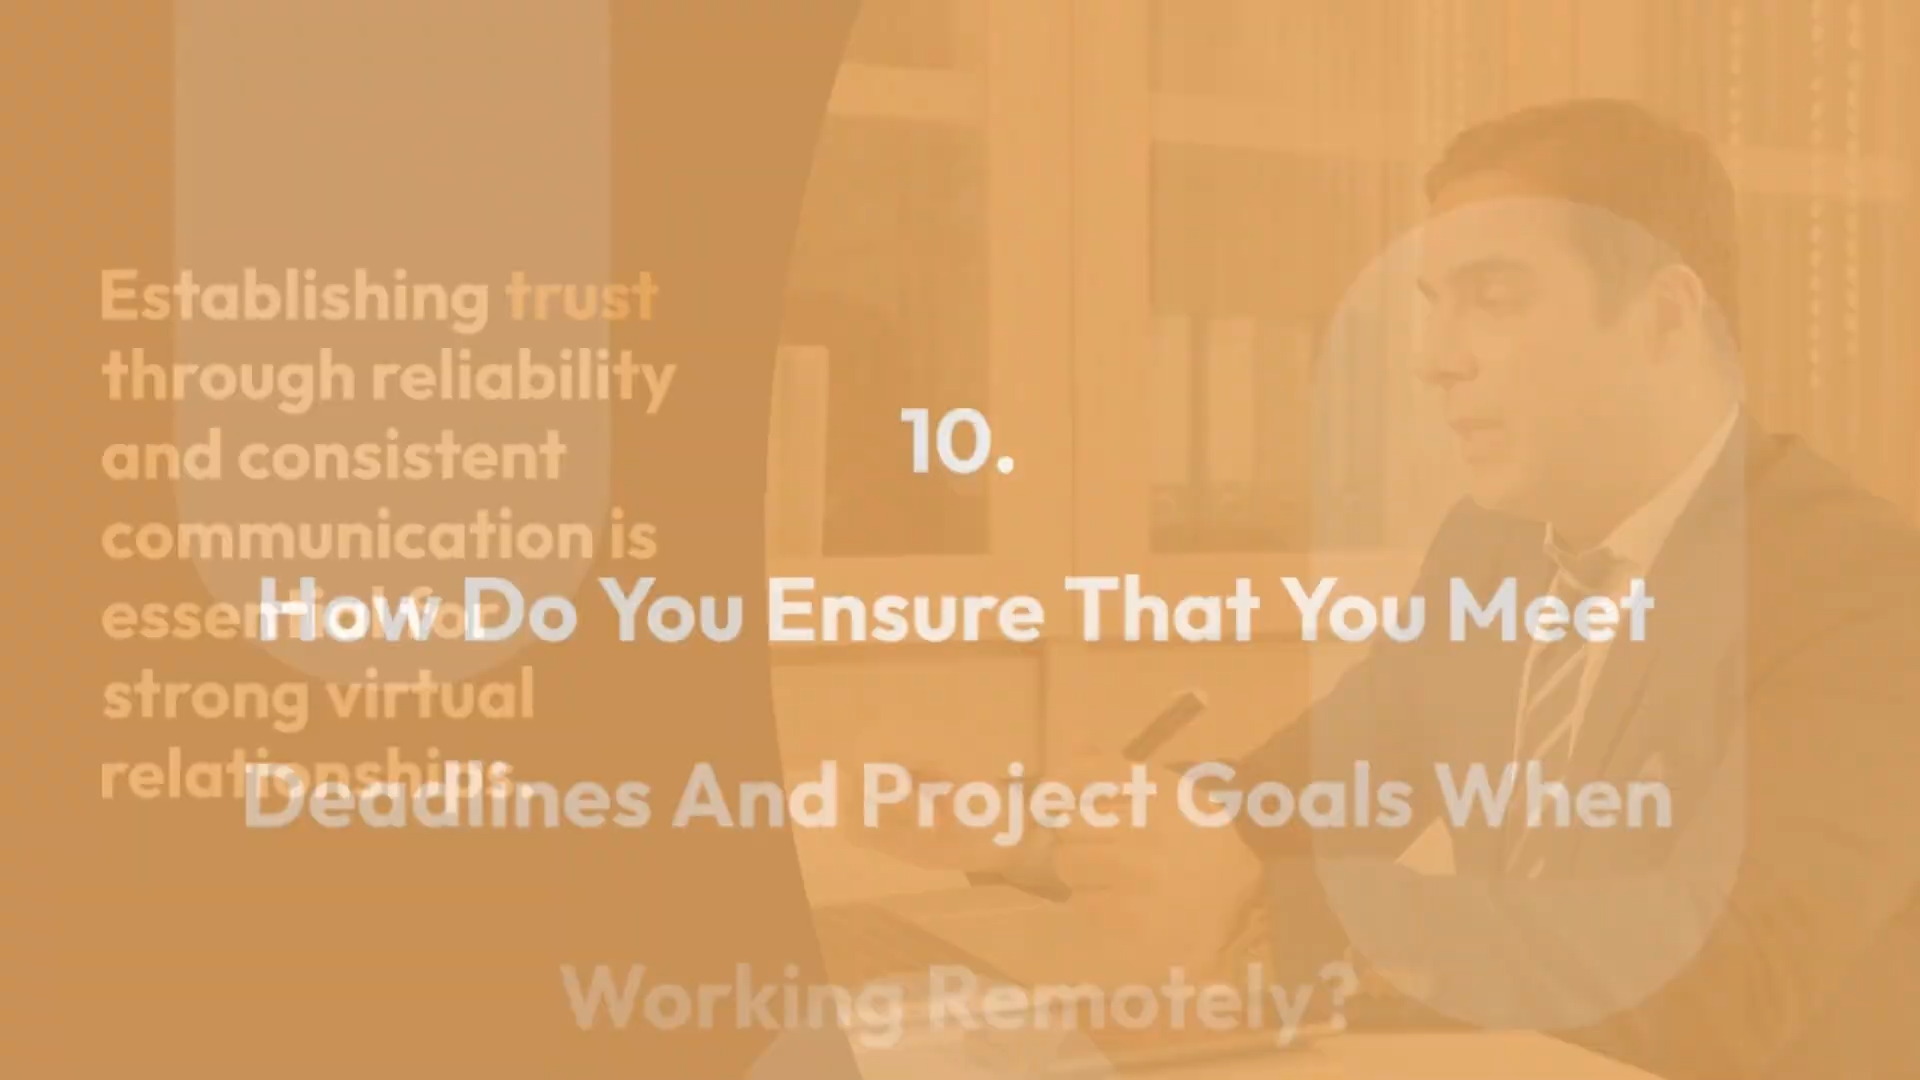 Establishing trust
through reliability
and consistent
communication is
essential for
strong virtual
relationships.
10.
How Do You Ensure That You Meet
Deadlines And Project Goals When
Working Remotely?